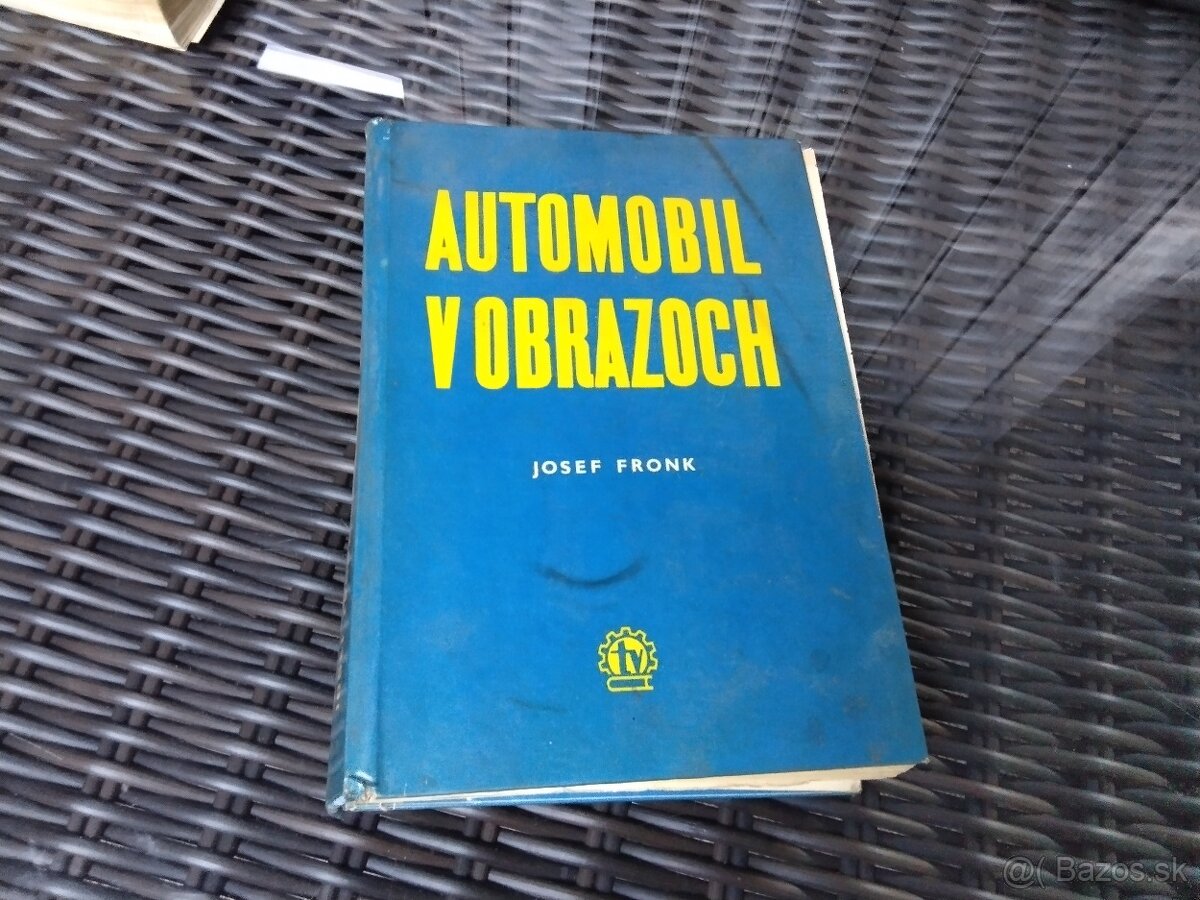 AUTOMOBIL
V OBRAZOCH
JOSEF FRONK
tv
@( Bazos.sk